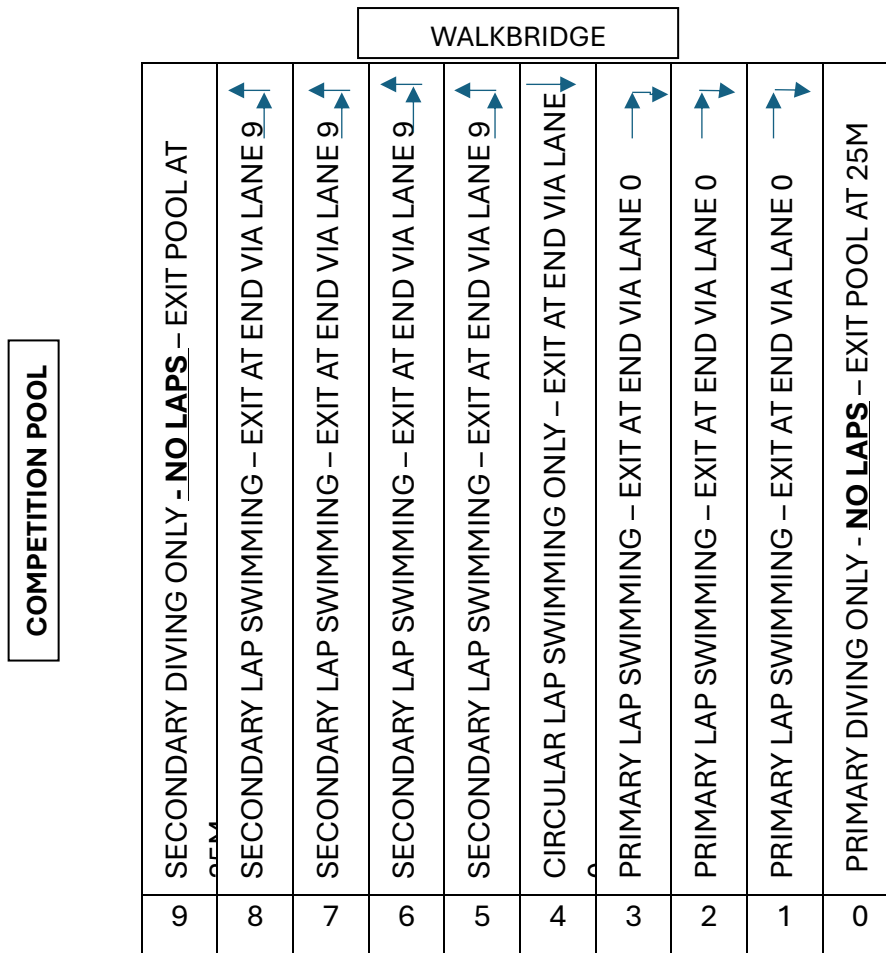 WALKBRIDGE
COMPETITION POOL
SECONDARY DIVING ONLY - NO LAPS – EXIT POOL AT
SECONDARY LAP SWIMMING – EXIT AT END VIA LANE 9
SECONDARY LAP SWIMMING – EXIT AT END VIA LANE 9
SECONDARY LAP SWIMMING – EXIT AT END VIA LANE 9
SECONDARY LAP SWIMMING – EXIT AT END VIA LANE 9
CIRCULAR LAP SWIMMING ONLY – EXIT AT END VIA LANE
PRIMARY LAP SWIMMING – EXIT AT END VIA LANE 0
PRIMARY LAP SWIMMING – EXIT AT END VIA LANE 0
PRIMARY LAP SWIMMING – EXIT AT END VIA LANE 0
PRIMARY DIVING ONLY - NO LAPS – EXIT POOL AT 25M
9 8 7 6 5 4 3 2 1 0